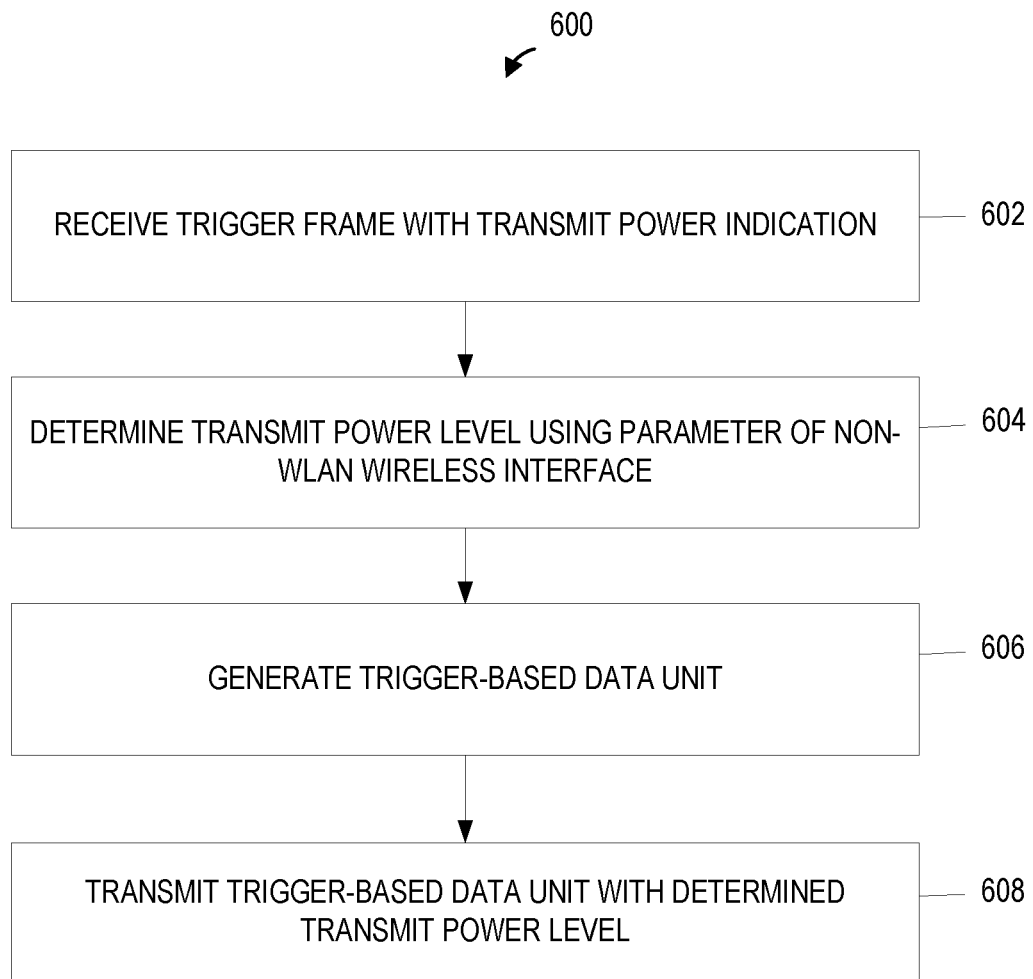 600
RECEIVE TRIGGER FRAME WITH TRANSMIT POWER INDICATION
602
DETERMINE TRANSMIT POWER LEVEL USING PARAMETER OF NON-
WLAN WIRELESS INTERFACE
604
GENERATE TRIGGER-BASED DATA UNIT
606
TRANSMIT TRIGGER-BASED DATA UNIT WITH DETERMINED
TRANSMIT POWER LEVEL
608